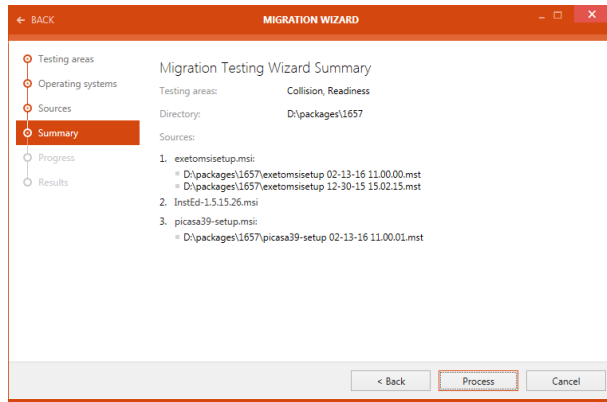 ← BACK
MIGRATION WIZARD
Testing areas
Operating systems
Sources
Summary
Progress
Results
Migration Testing Wizard Summary
Testing areas: Collision, Readiness
Directory: D:\packages\1657
Sources:
1. exetomsisetup.msi:
D:\packages\1657\exetomsisetup 02-13-16 11.00.00.mst
D:\packages\1657\exetomsisetup 12-30-15 15.02.15.mst
2. InstEd-1.5.15.26.msi
3. picasa39-setup.msi:
D:\packages\1657\picasa39-setup 02-13-16 11.00.01.mst
< Back
Process
Cancel